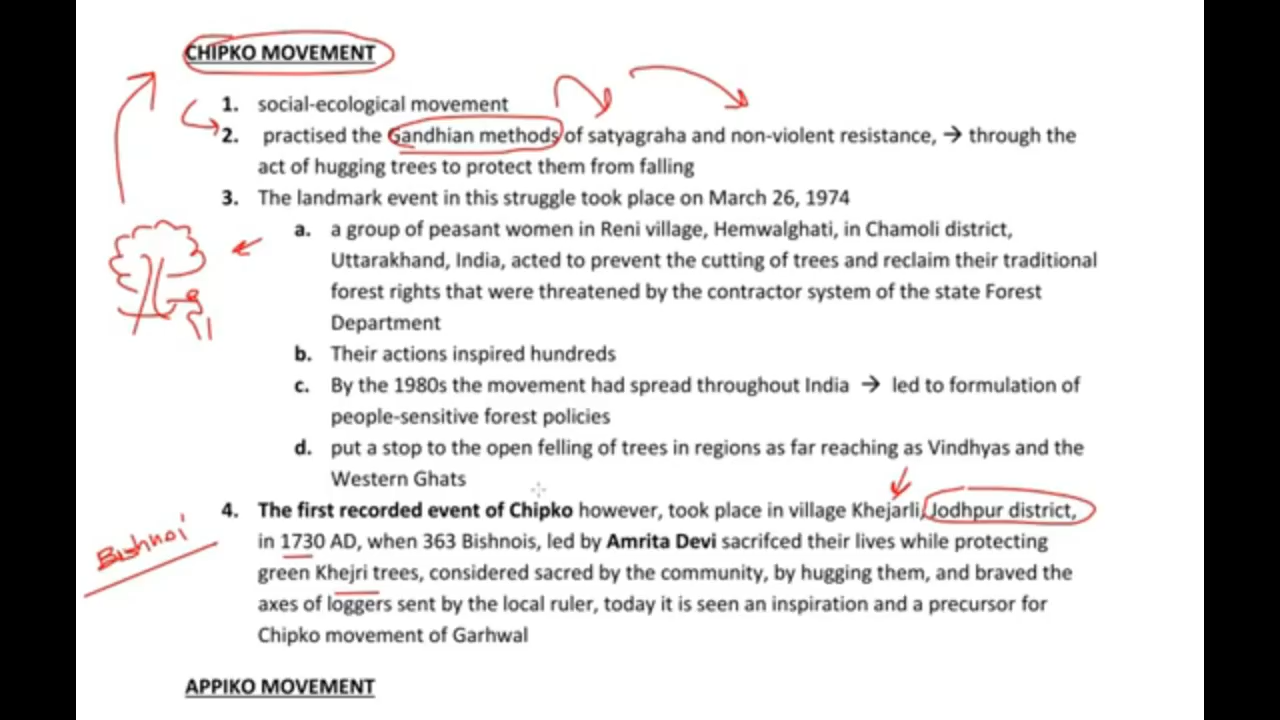 CHIPKO MOVEMENT
1. social-ecological movement
2. practised the Gandhian methods of satyagraha and non-violent resistance, → through the
act of hugging trees to protect them from falling
3. The landmark event in this struggle took place on March 26, 1974
a. a group of peasant women in Reni village, Hemwalghati, in Chamoli district,
Uttarakhand, India, acted to prevent the cutting of trees and reclaim their traditional
forest rights that were threatened by the contractor system of the state Forest
Department
b. Their actions inspired hundreds
c. By the 1980s the movement had spread throughout India → led to formulation of
people-sensitive forest policies
d. put a stop to the open felling of trees in regions as far reaching as Vindhyas and the
Western Ghats
4. The first recorded event of Chipko however, took place in village Khejarli, Jodhpur district,
in 1730 AD, when 363 Bishnois, led by Amrita Devi sacrifced their lives while protecting
green Khejri trees, considered sacred by the community, by hugging them, and braved the
axes of loggers sent by the local ruler, today it is seen an inspiration and a precursor for
Chipko movement of Garhwal
Bishnoi
APPIKO MOVEMENT